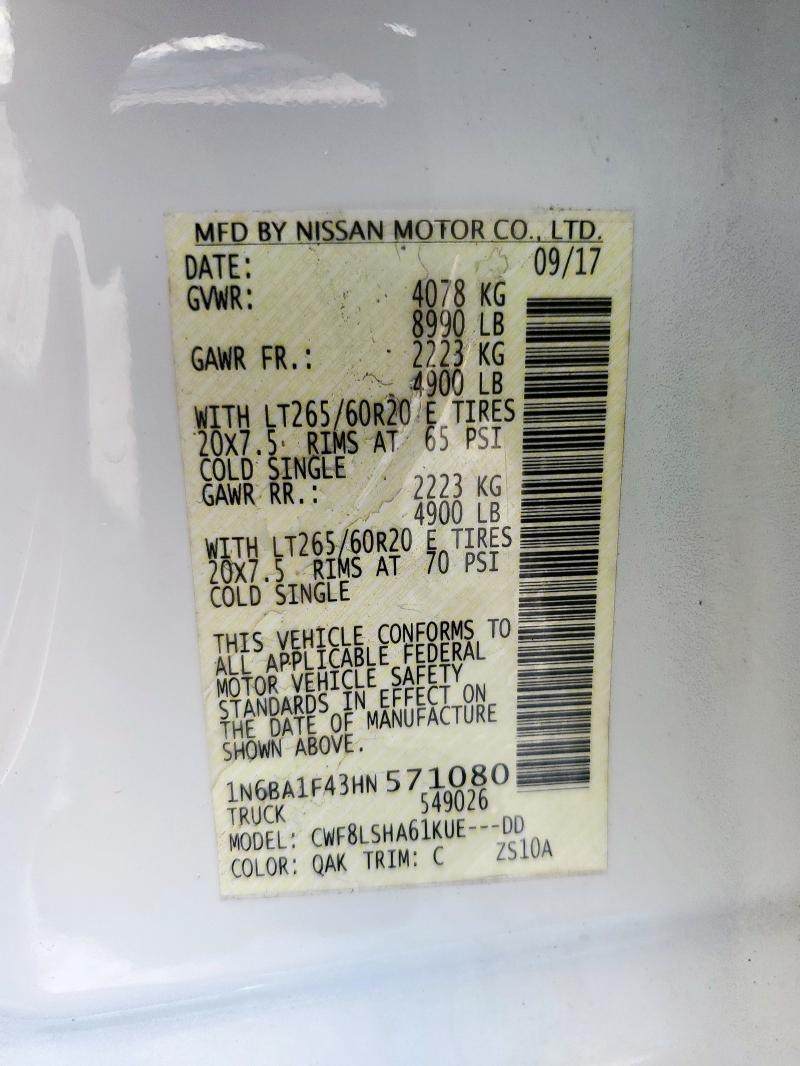 MFD BY NISSAN MOTOR CO., LTD.
DATE: 09/17
GVWR: 4078 KG
8990 LB
GAWR FR.: 2223 KG
4900 LB
WITH LT265/60R20 E TIRES
20X7.5 RIMS AT 65 PSI
COLD SINGLE
GAWR RR.: 2223 KG
4900 LB
WITH LT265/60R20 E TIRES
20X7.5 RIMS AT 70 PSI
COLD SINGLE
THIS VEHICLE CONFORMS TO
ALL APPLICABLE FEDERAL
MOTOR VEHICLE SAFETY
STANDARDS IN EFFECT ON
THE DATE OF MANUFACTURE
SHOWN ABOVE.
1N6BA1F43HN571080
TRUCK 549026
MODEL: CWF8LSHA61KUE---DD
COLOR: QAK TRIM: C ZS10A